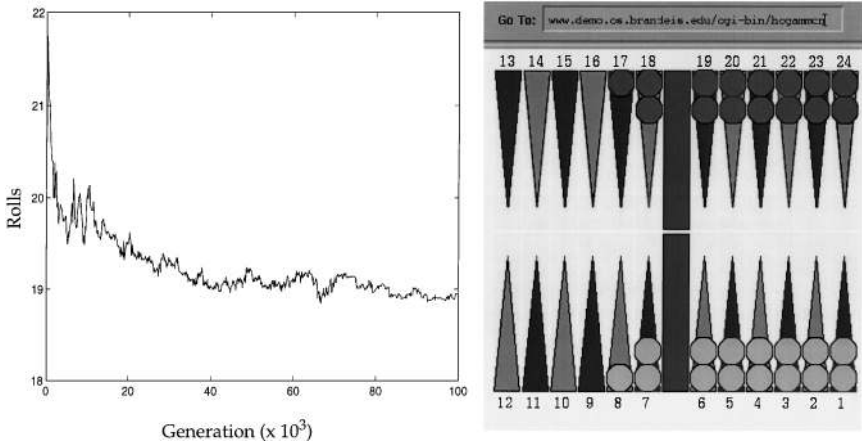 22
21
20
19
18
Rolls
0 20 40 60 80 100
Generation (x 10³)
Go To: www.demo.cs.brandeis.edu/cgi-bin/hogammon
13 14 15 16 17 18 19 20 21 22 23 24
12 11 10 9 8 7 6 5 4 3 2 1